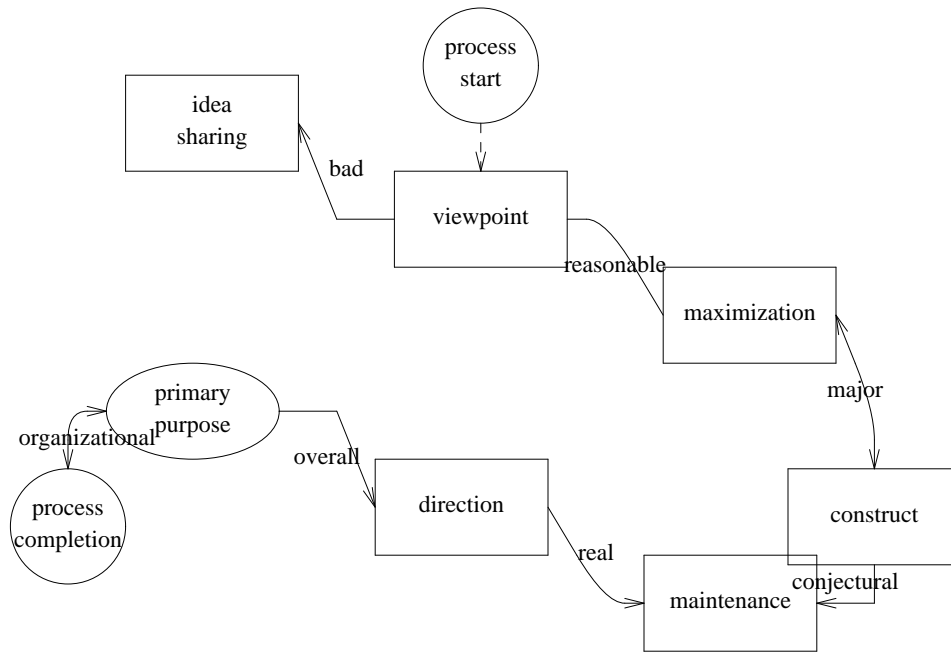 process
start
idea
sharing
bad
viewpoint
reasonable
maximization
major
primary
purpose
organizational
overall
process
completion
direction
construct
real
conjectural
maintenance